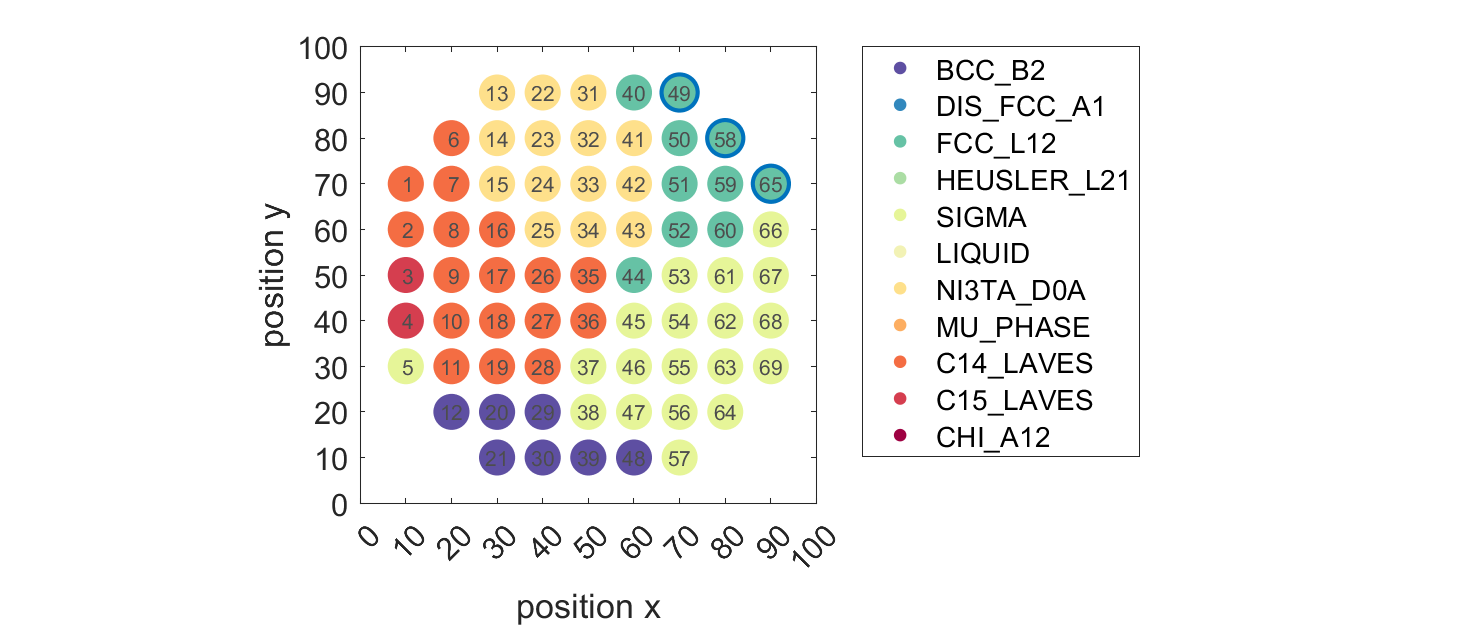 100
90
80
70
60
50
40
30
20
10
0
13 22 31 40 49
6 14 23 32 41 50 58
1 7 15 24 33 42 51 59 65
2 8 16 25 34 43 52 60 66
3 9 17 26 35 44 53 61 67
4 10 18 27 36 45 54 62 68
5 11 19 28 37 46 55 63 69
12 20 29 38 47 56 64
21 30 39 48 57
0 10 20 30 40 50 60 70 80 90 100
position x
position y
BCC_B2
DIS_FCC_A1
FCC_L12
HEUSLER_L21
SIGMA
LIQUID
NI3TA_D0A
MU_PHASE
C14_LAVES
C15_LAVES
CHI_A12